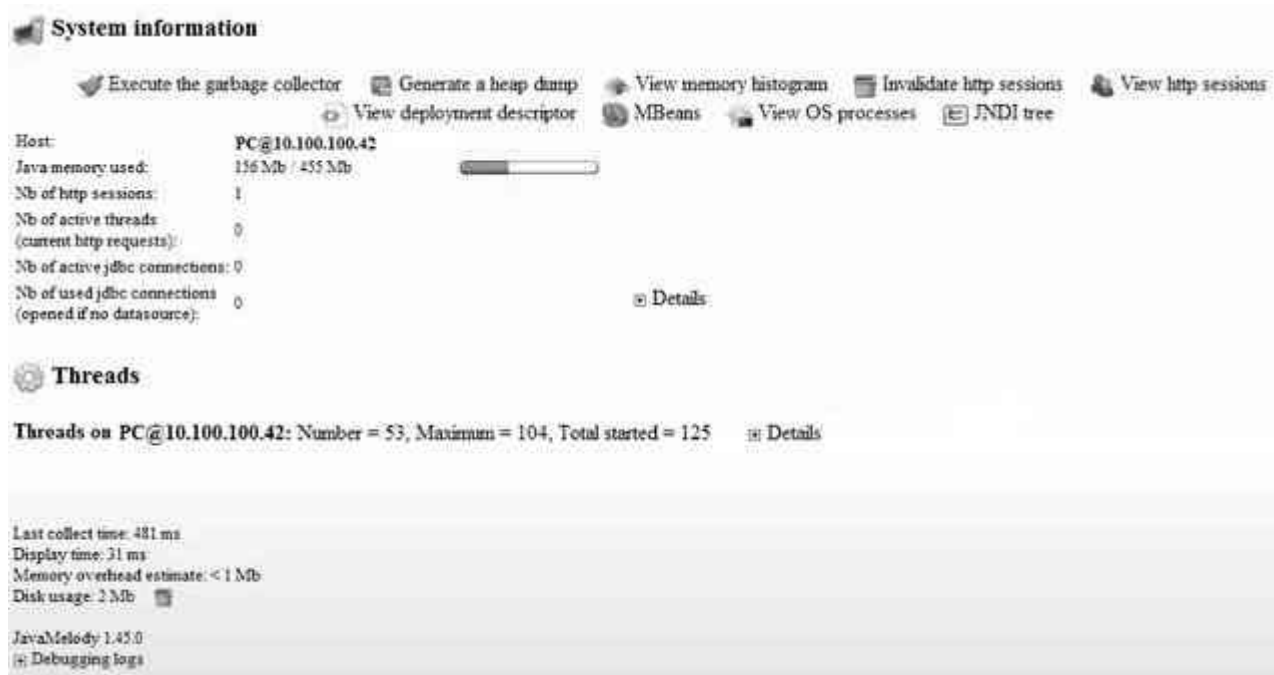 System information
Execute the garbage collector Generate a heap dump View memory histogram Invalidate http sessions View http sessions
View deployment descriptor MBeans View OS processes JNDI tree
Host: PC@10.100.100.42
Java memory used: 156 Mb / 455 Mb
Nb of http sessions: 1
Nb of active threads
(current http requests): 0
Nb of active jdbc connections: 0
Nb of used jdbc connections
(opened if no datasource): 0 Details
Threads
Threads on PC@10.100.100.42: Number = 53, Maximum = 104, Total started = 125 Details
Last collect time: 481 ms
Display time: 31 ms
Memory overhead estimate: < 1 Mb
Disk usage: 2 Mb
JavaMelody 1.45.0
Debugging logs